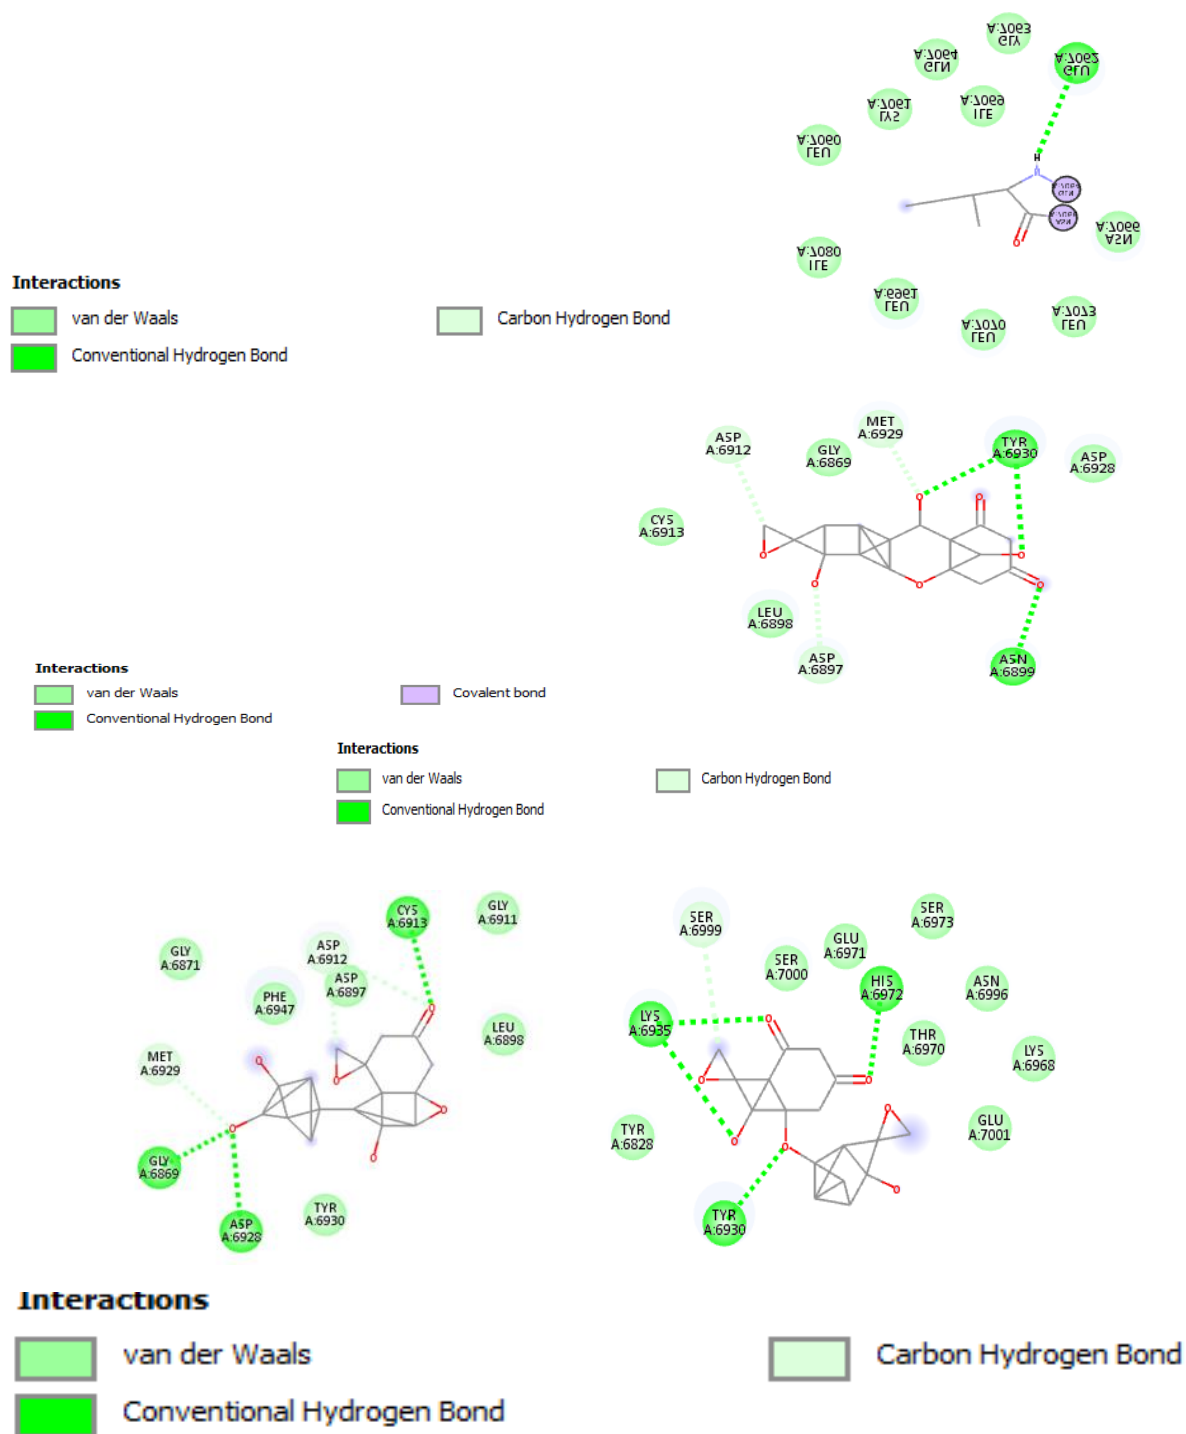 GLY
A:7063
GLN
A:7064
GLU
A:7062
LYS
A:7061
ILE
A:7069
LEU
A:7060
H
N
ASN
A:7066
O
ILE
A:7080
LEU
A:6961
LEU
A:7070
LEU
A:7073
Interactions
van der Waals
Carbon Hydrogen Bond
Conventional Hydrogen Bond
MET
A:6929
ASP
A:6912
GLY
A:6869
TYR
A:6930
ASP
A:6928
CYS
A:6913
O
O
O
O
O
O
O
LEU
A:6898
ASP
A:6897
ASN
A:6899
Interactions
van der Waals
Covalent bond
Conventional Hydrogen Bond
Interactions
van der Waals
Carbon Hydrogen Bond
Conventional Hydrogen Bond
CYS
A:6913
GLY
A:6911
GLY
A:6871
ASP
A:6912
ASP
A:6897
PHE
A:6947
LEU
A:6898
MET
A:6929
O
O
O
O
O
O
GLY
A:6869
ASP
A:6928
TYR
A:6930
SER
A:6999
SER
A:6973
GLU
A:6971
SER
A:7000
HIS
A:6972
ASN
A:6996
LYS
A:6935
THR
A:6970
LYS
A:6968
O
O
O
O
O
O
O
TYR
A:6828
GLU
A:7001
TYR
A:6930
Interactions
van der Waals
Carbon Hydrogen Bond
Conventional Hydrogen Bond